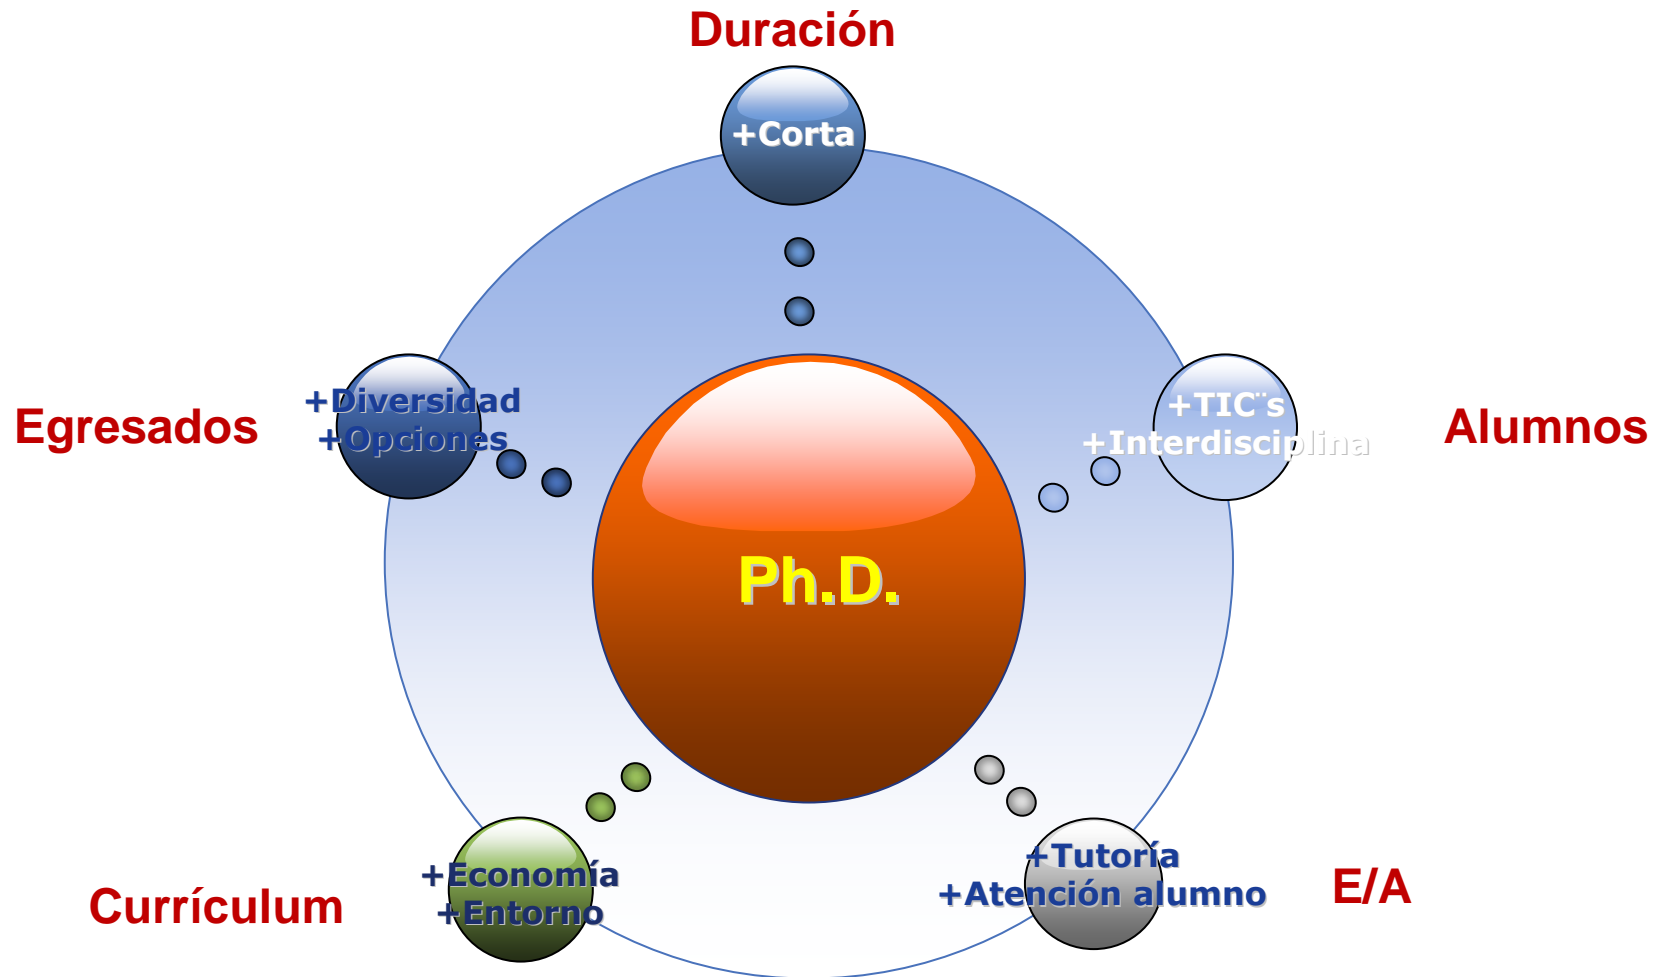 Duración
+Corta
+Diversidad
+Opciones
Egresados
+TIC¨s
+Interdisciplina
Alumnos
Ph.D.
+Economía
+Entorno
Currículum
+Tutoría
+Atención alumno
E/A